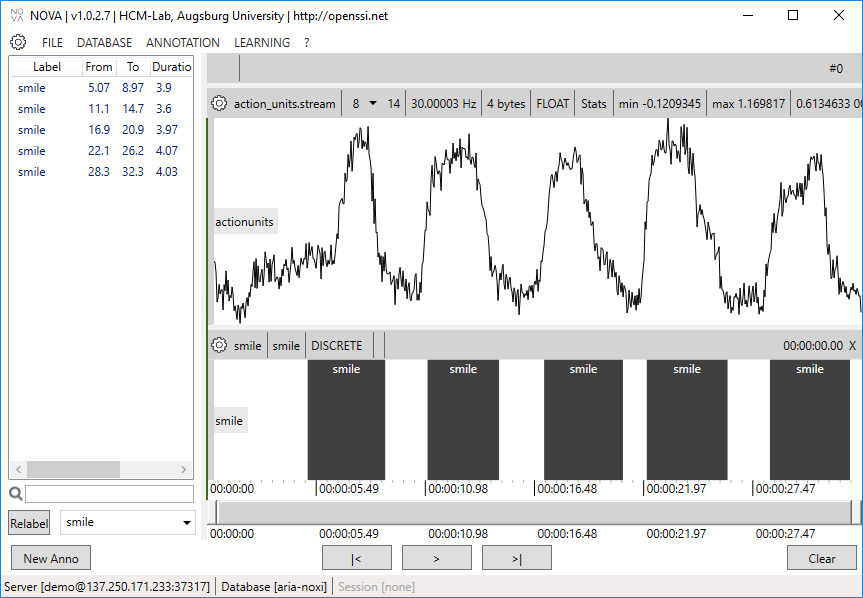 NOVA | v1.0.2.7 | HCM-Lab, Augsburg University | http://openssi.net
FILE DATABASE ANNOTATION LEARNING ?
Label From To Duratio
smile 5.07 8.97 3.9
smile 11.1 14.7 3.6
smile 16.9 20.9 3.97
smile 22.1 26.2 4.07
smile 28.3 32.3 4.03
Relabel smile
New Anno
#0
action_units.stream 8 14 30.00003 Hz 4 bytes FLOAT Stats min -0.1209345 max 1.169817 0.6134633 00
actionunits
smile smile DISCRETE 00:00:00.00 X
smile smile smile smile smile
smile
00:00:00 00:00:05.49 00:00:10.98 00:00:16.48 00:00:21.97 00:00:27.47
00:00:00 00:00:05.49 00:00:10.98 00:00:16.48 00:00:21.97 00:00:27.47
|< > >| Clear
Server [demo@137.250.171.233:37317] Database [aria-noxi] Session [none]